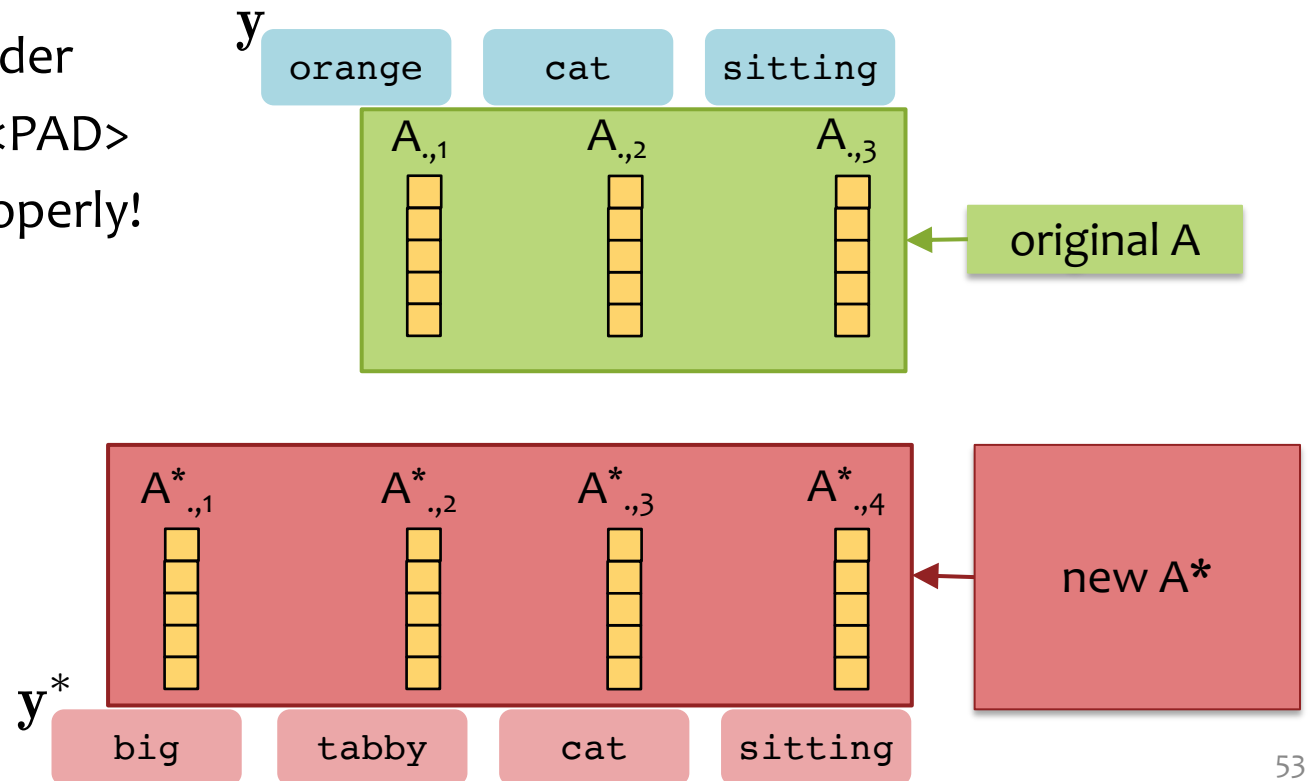 der
<PAD>
operly!
y
orange cat sitting
A.,1 A.,2 A.,3
original A
A*.,1 A*.,2 A*.,3 A*.,4
new A*
y*
big tabby cat sitting
53